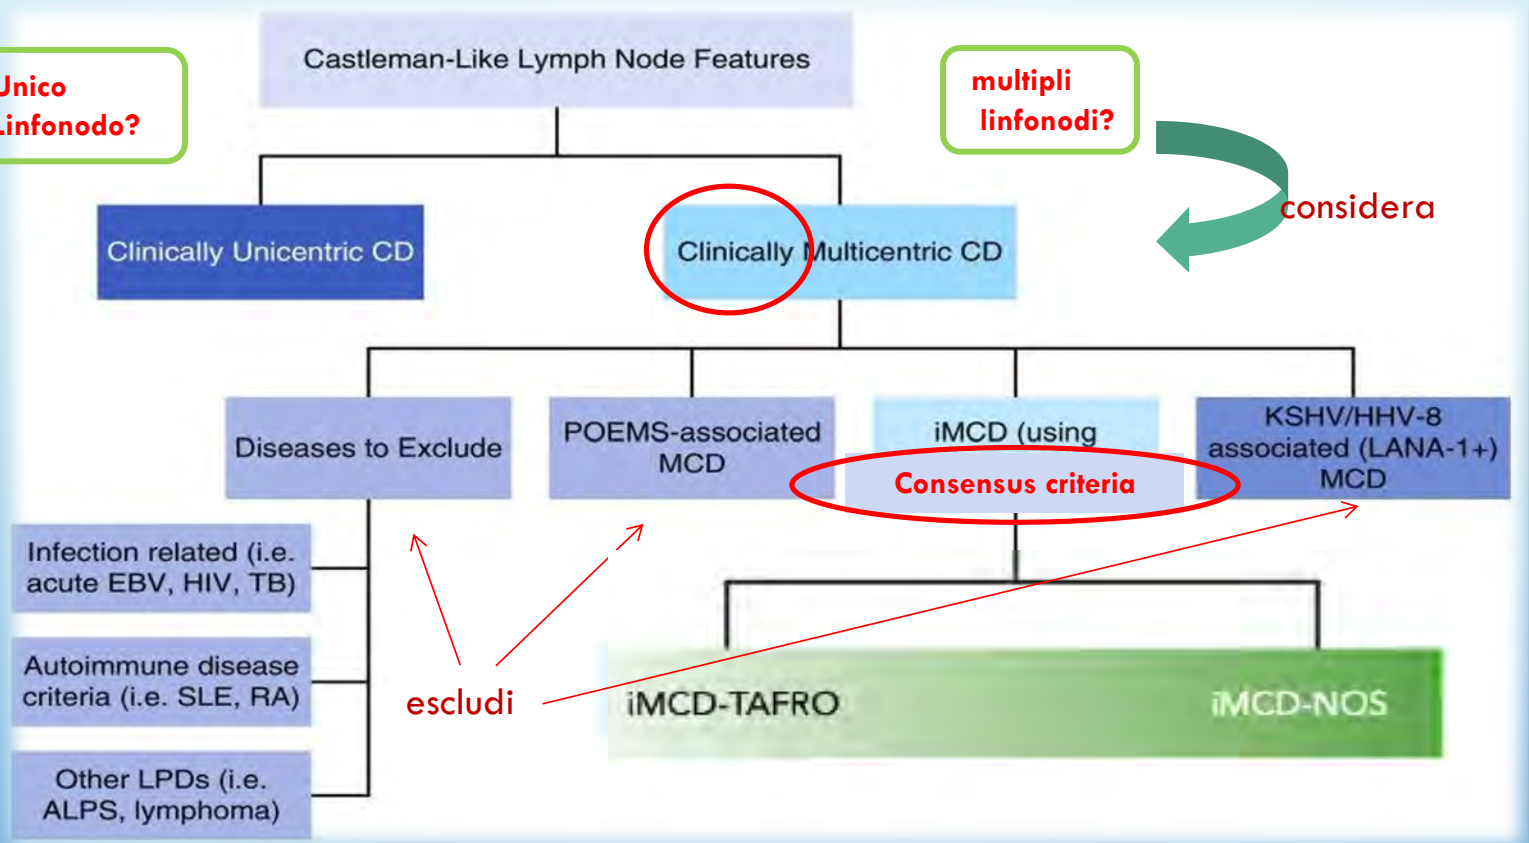 Castleman-Like Lymph Node Features
Unico
Linfonodo?
multipli
linfonodi?
considera
Clinically Unicentric CD
Clinically Multicentric CD
Diseases to Exclude
POEMS-associated
MCD
iMCD (using
Consensus criteria
KSHV/HHV-8
associated (LANA-1+)
MCD
Infection related (i.e.
acute EBV, HIV, TB)
Autoimmune disease
criteria (i.e. SLE, RA)
Other LPDs (i.e.
ALPS, lymphoma)
escludi
iMCD-TAFRO
iMCD-NOS